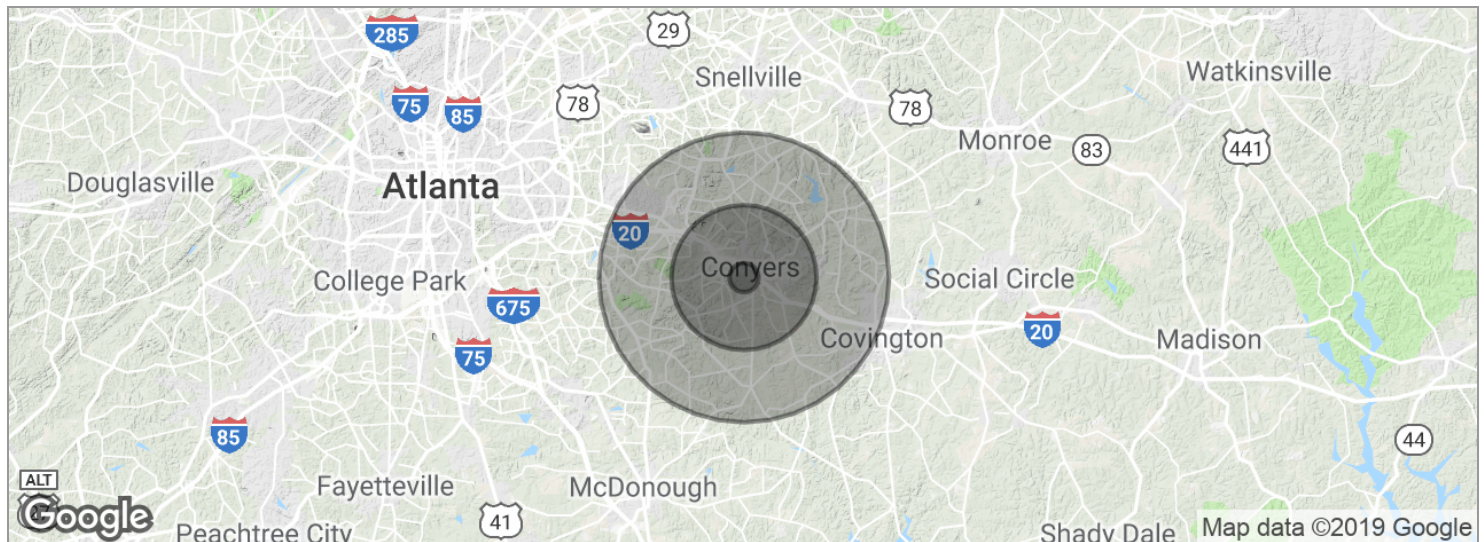 285
29
Snellville
Watkinsville
75
85
78
78
Monroe
83
441
Douglasville
Atlanta
20
Conyers
College Park
Social Circle
675
20
Covington
Madison
75
85
44
ALT
27
Fayetteville
McDonough
Google
41
Peachtree City
Shady Dale
Map data ©2019 Google